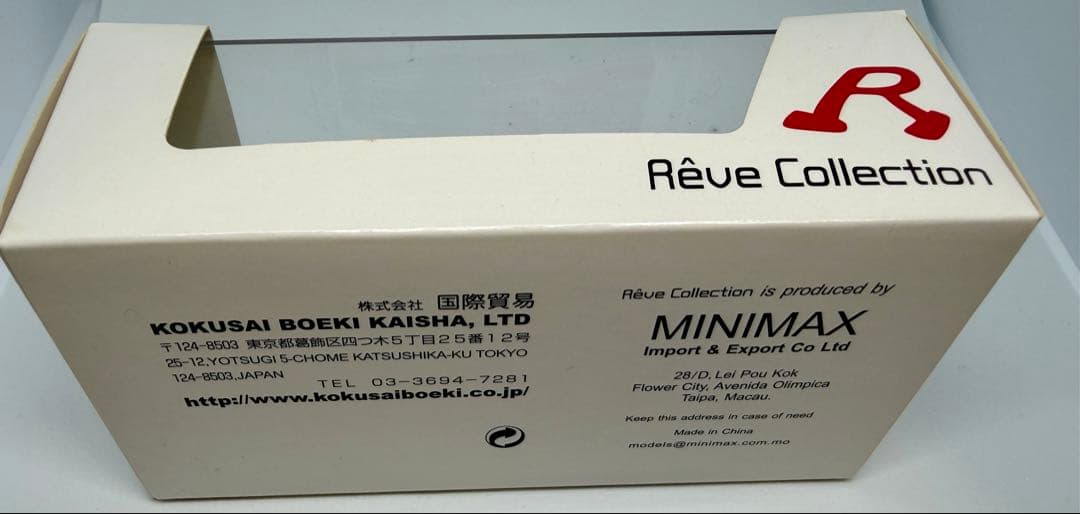 R
Rêve Collection
株式会社 国際貿易
KOKUSAI BOEKI KAISHA, LTD
〒124-8503 東京都葛飾区四つ木5丁目25番12号
25-12,YOTSUGI 5-CHOME KATSUSHIKA-KU TOKYO
124-8503,JAPAN
TEL 03-3694-7281
http://www.kokusaiboeki.co.jp/
Rêve Collection is produced by
MINIMAX
Import & Export Co Ltd
28/D, Lei Pou Kok
Flower City, Avenida Olimpica
Taipa, Macau.
Keep this address in case of need
Made in China
models@minimax.com.mo